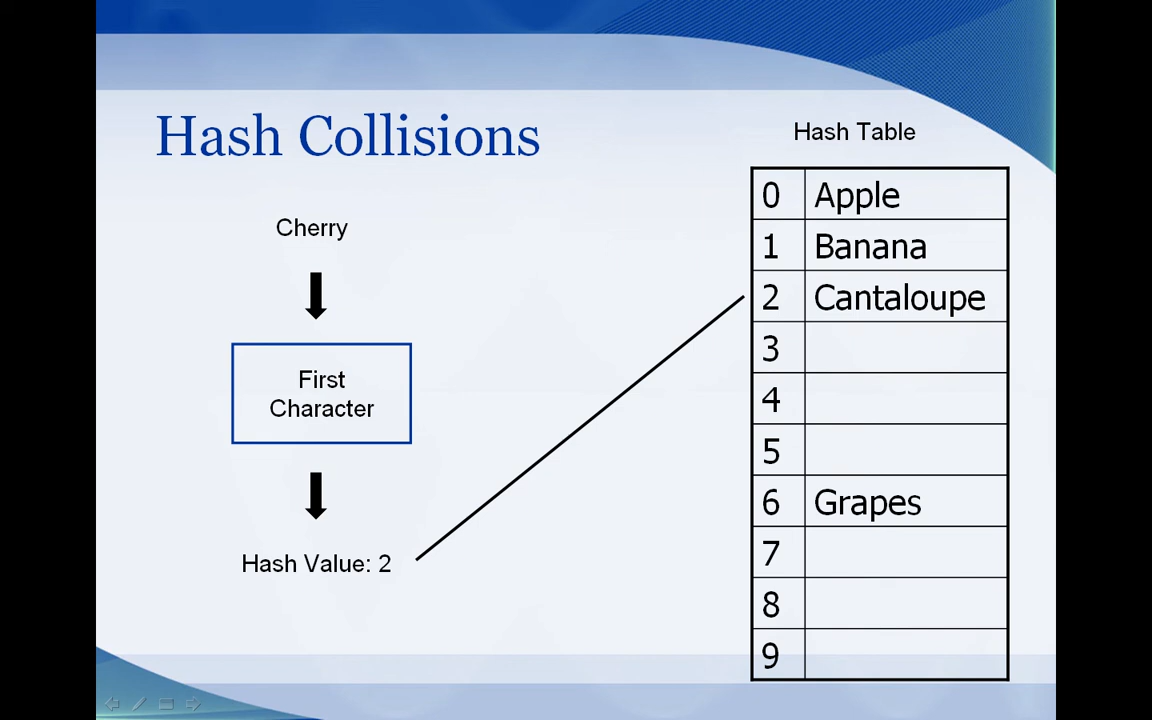 Hash Collisions
Cherry
First
Character
Hash Value: 2
Hash Table
0 Apple
1 Banana
2 Cantaloupe
3
4
5
6 Grapes
7
8
9